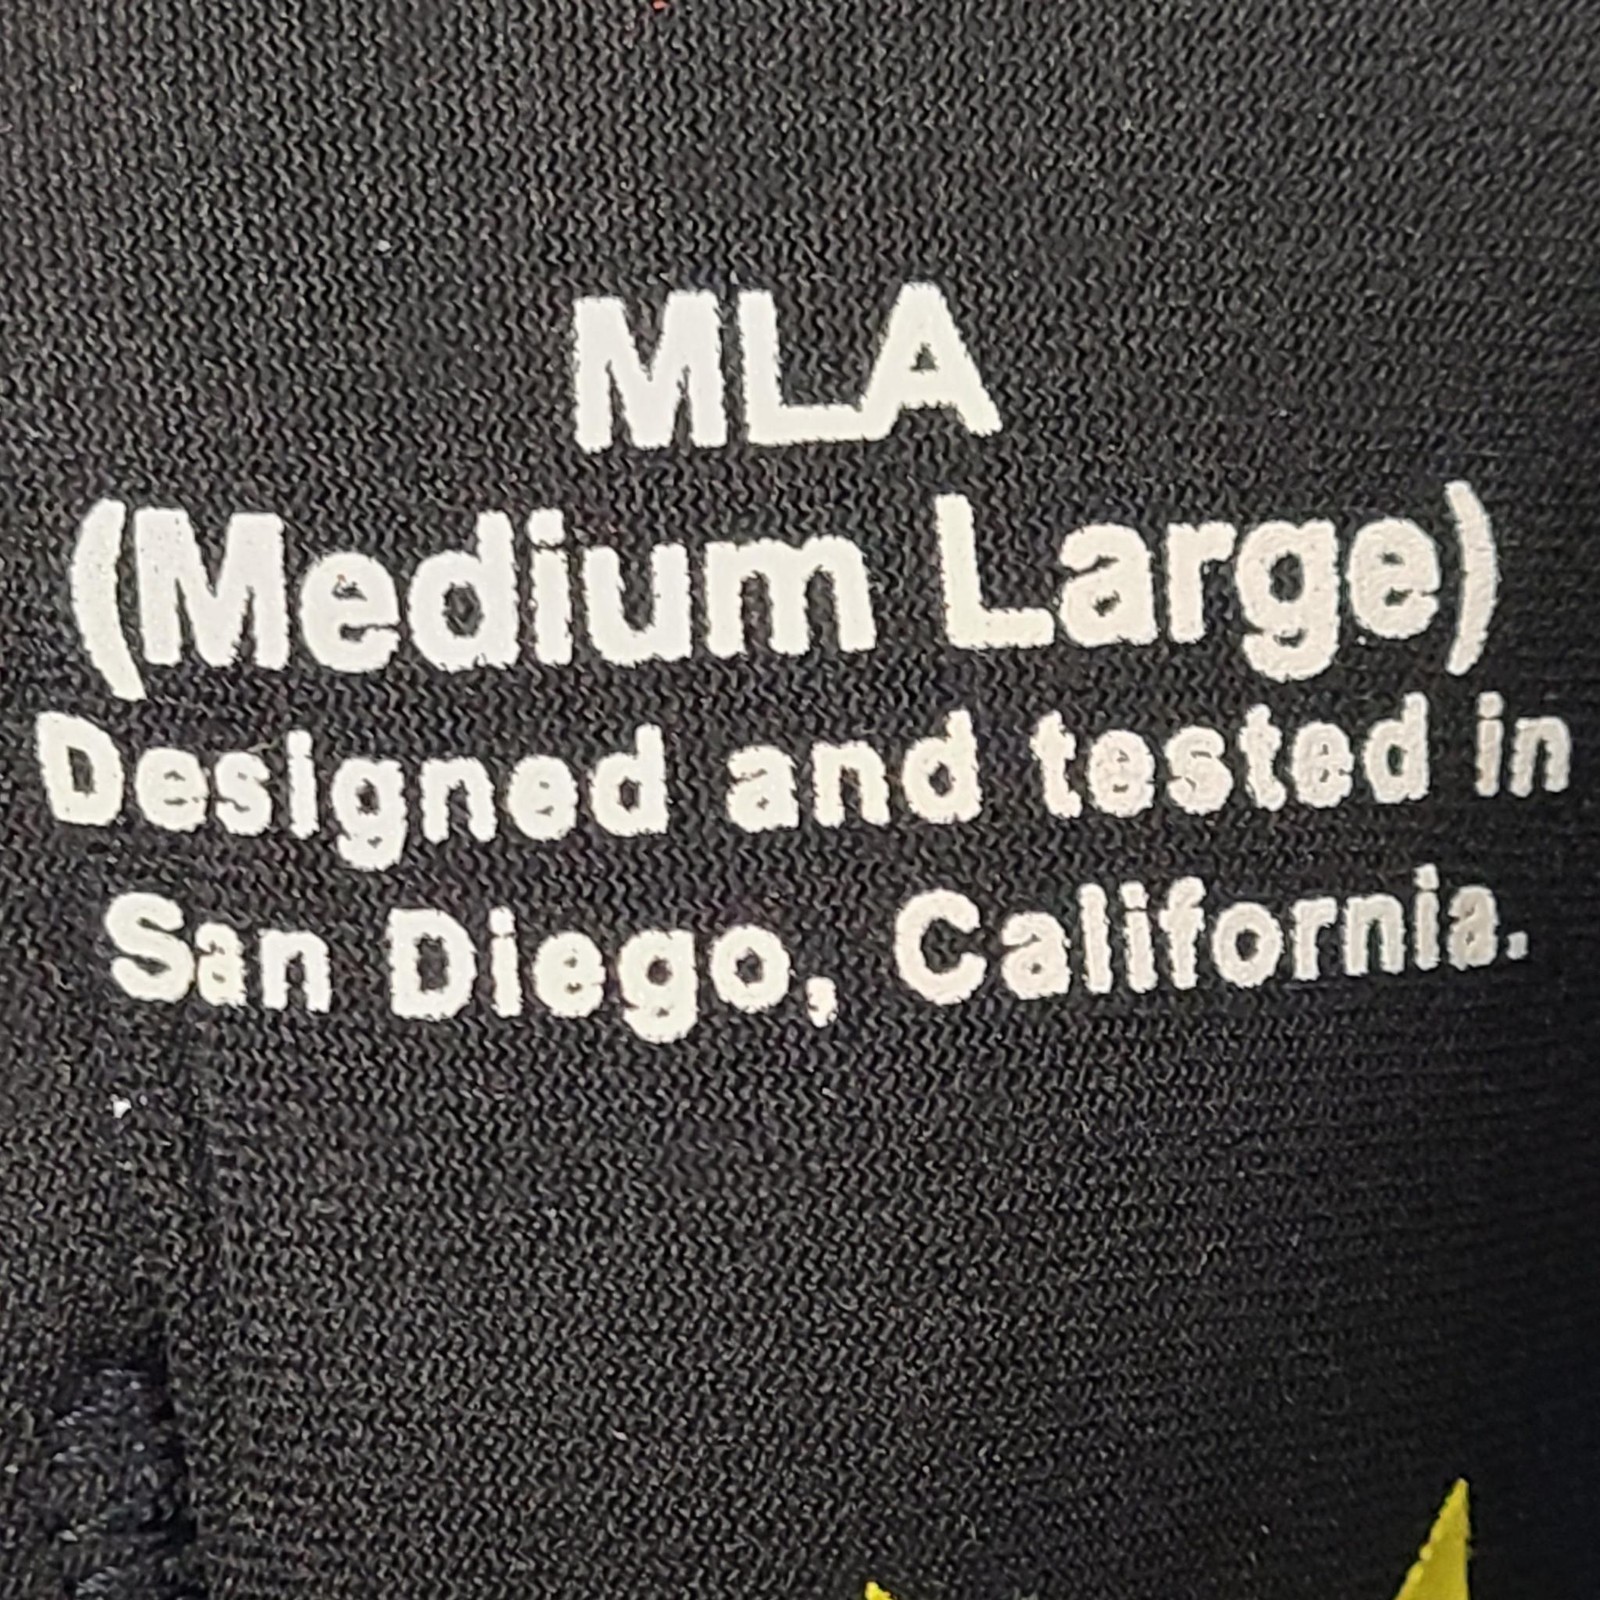 MLA
(Medium Large)
Designed and tested in
San Diego, California.